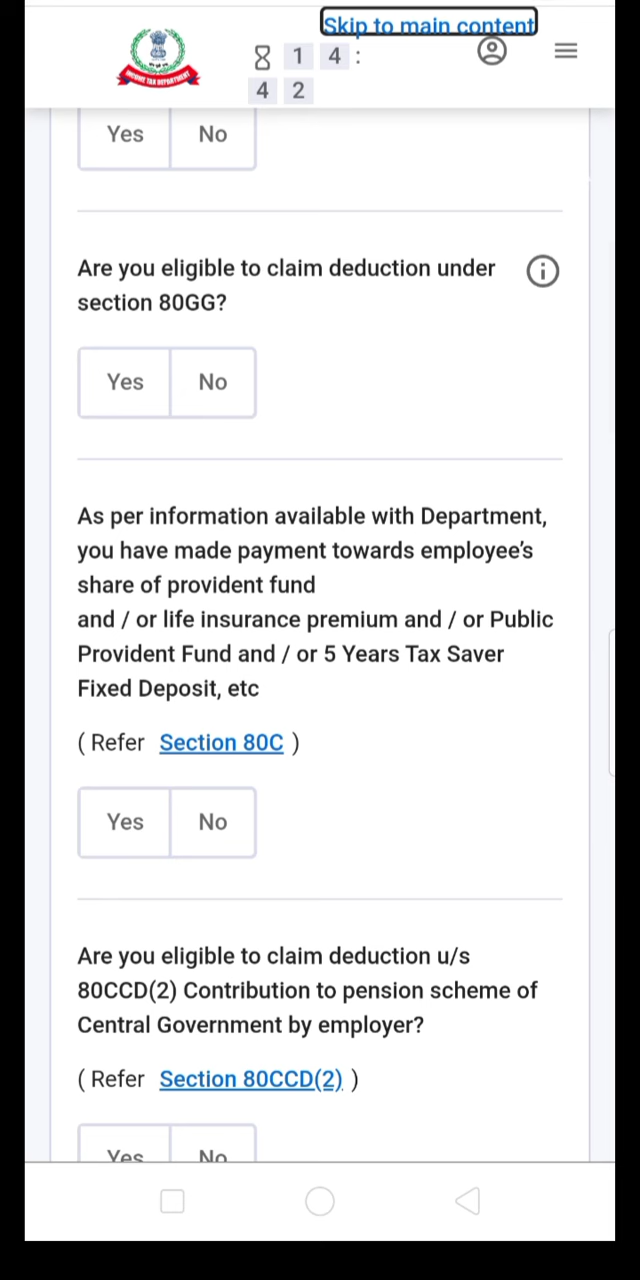 Skip to main content
1 4 :
4 2
INCOME TAX DEPARTMENT
Yes No
Are you eligible to claim deduction under
section 80GG?
Yes No
As per information available with Department,
you have made payment towards employee's
share of provident fund
and / or life insurance premium and / or Public
Provident Fund and / or 5 Years Tax Saver
Fixed Deposit, etc
( Refer Section 80C )
Yes No
Are you eligible to claim deduction u/s
80CCD(2) Contribution to pension scheme of
Central Government by employer?
( Refer Section 80CCD(2) )
Yes No